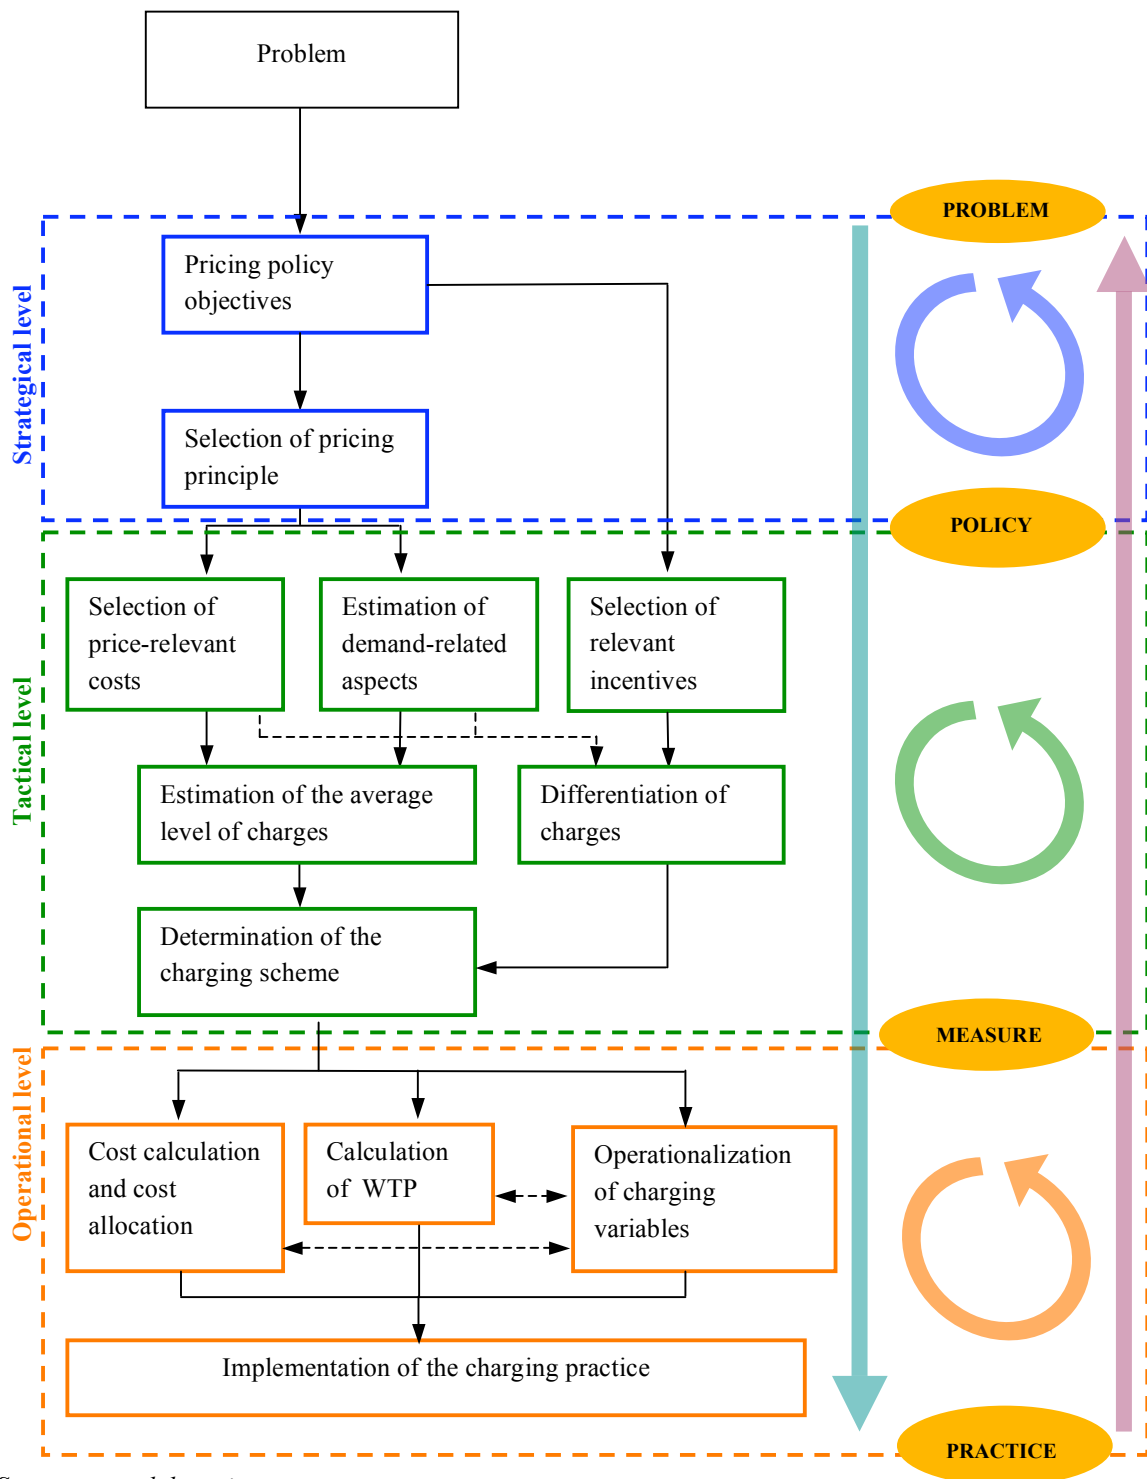 Problem
PROBLEM
Strategical level
Pricing policy
objectives
Selection of pricing
principle
POLICY
Tactical level
Selection of
price-relevant
costs
Estimation of
demand-related
aspects
Selection of
relevant
incentives
Estimation of the average
level of charges
Differentiation of
charges
Determination of the
charging scheme
MEASURE
Operational level
Cost calculation
and cost
allocation
Calculation
of WTP
Operationalization
of charging
variables
Implementation of the charging practice
PRACTICE